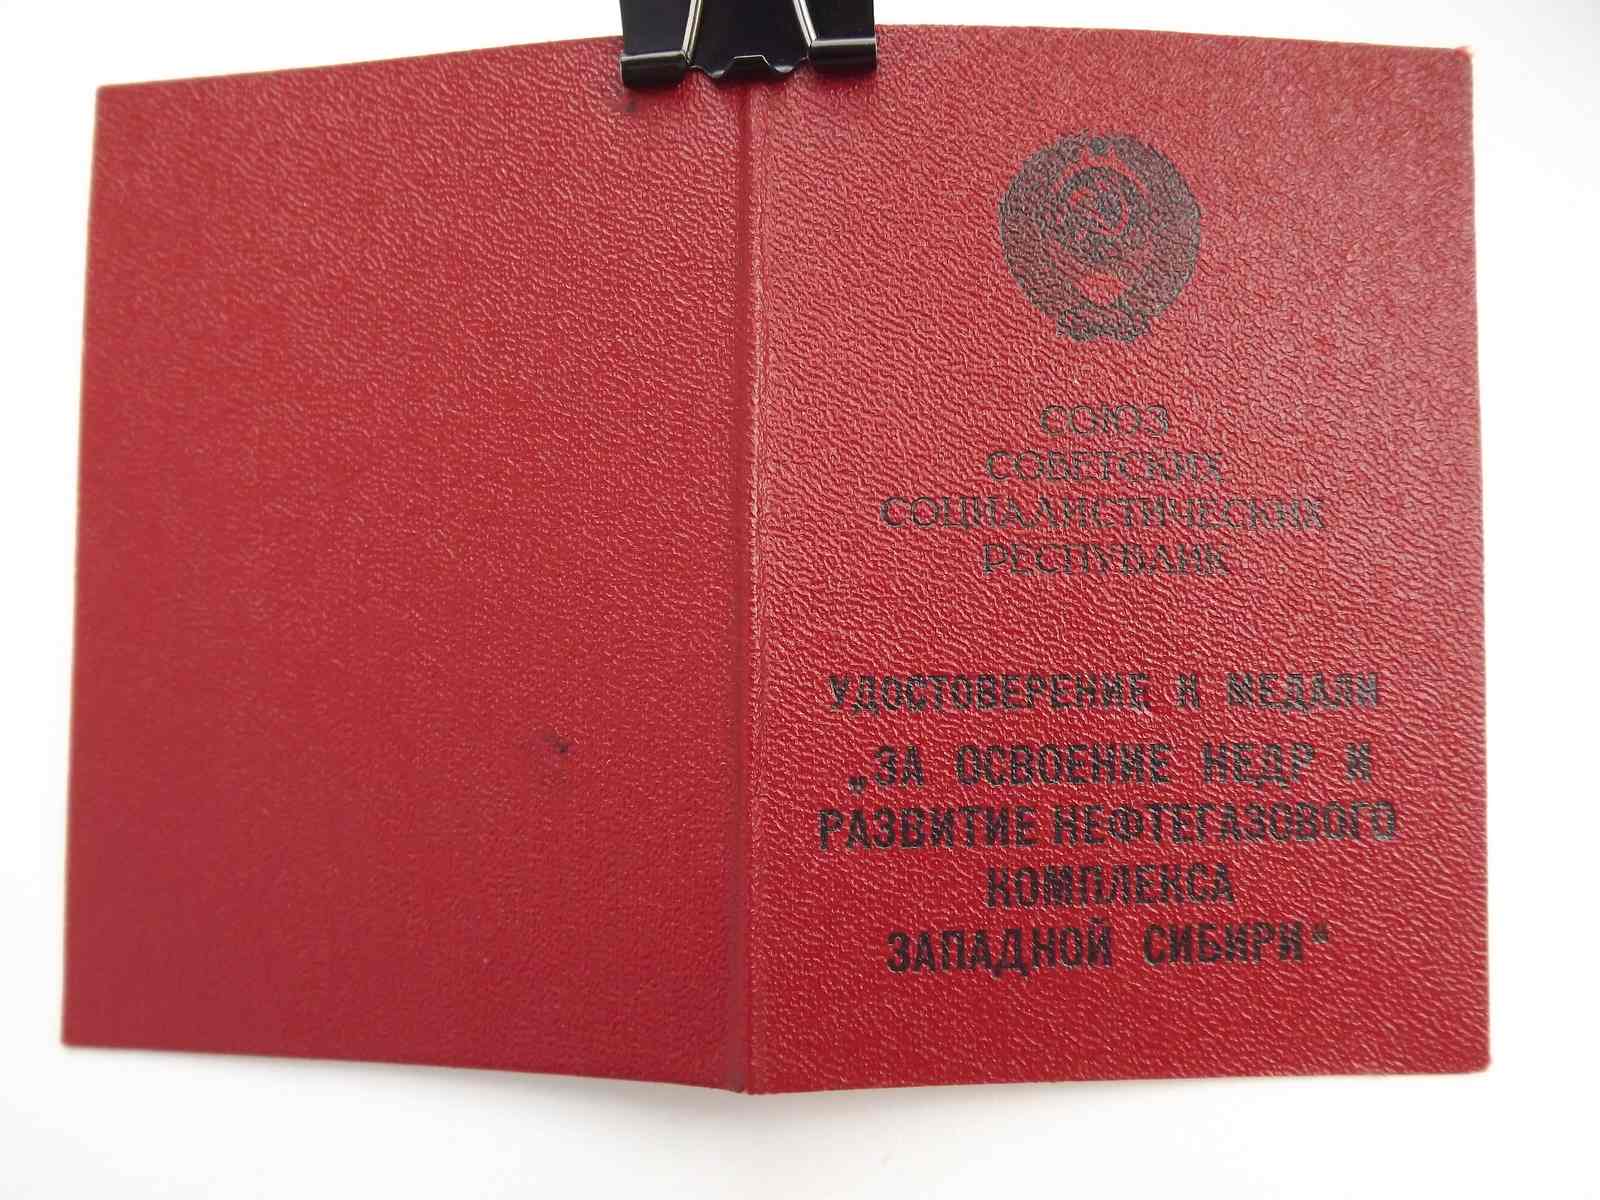 СОЮЗ
СОВЕТСКИХ
СОЦИАЛИСТИЧЕСКИХ
РЕСПУБЛИК
УДОСТОВЕРЕНИЕ К МЕДАЛИ
„ЗА ОСВОЕНИЕ НЕДР И
РАЗВИТИЕ НЕФТЕГАЗОВОГО
КОМПЛЕКСА
ЗАПАДНОЙ СИБИРИ“